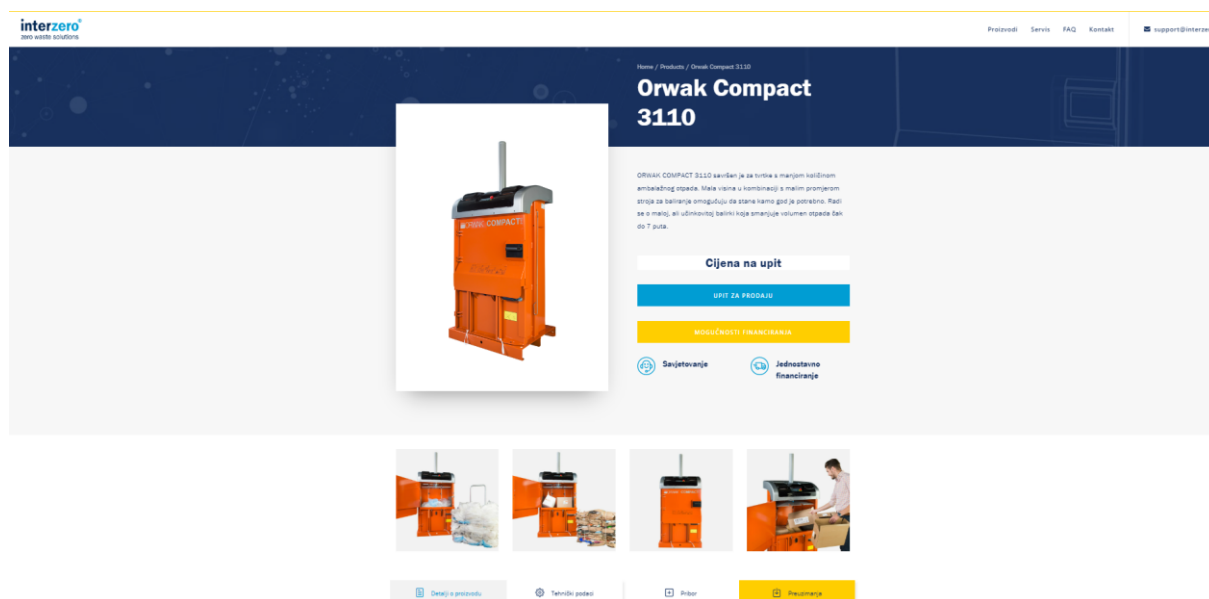 interzero®
zero waste solutions
Proizvodi Servis FAQ Kontakt
Home / Products / Orwak Compact 3110
Orwak Compact
3110
ORWAK COMPACT 3110 savršen je za tvrtke s manjom količinom
ambalažnog otpada. Mala visina u kombinaciji s malim promjerom
stroja za baliranje omogućuju da stane kamo god je potrebno. Radi
se o maloj, ali učinkovitoj balirki koja smanjuje volumen otpada čak
do 7 puta.
COMPACT
Cijena na upit
UPIT ZA PRODAJU
MOGUĆNOSTI FINANCIRANJA
Savjetovanje
Jednostavno
financiranje
Detalji o proizvodu
Tehnički podaci
Pribor
Preuzimanja